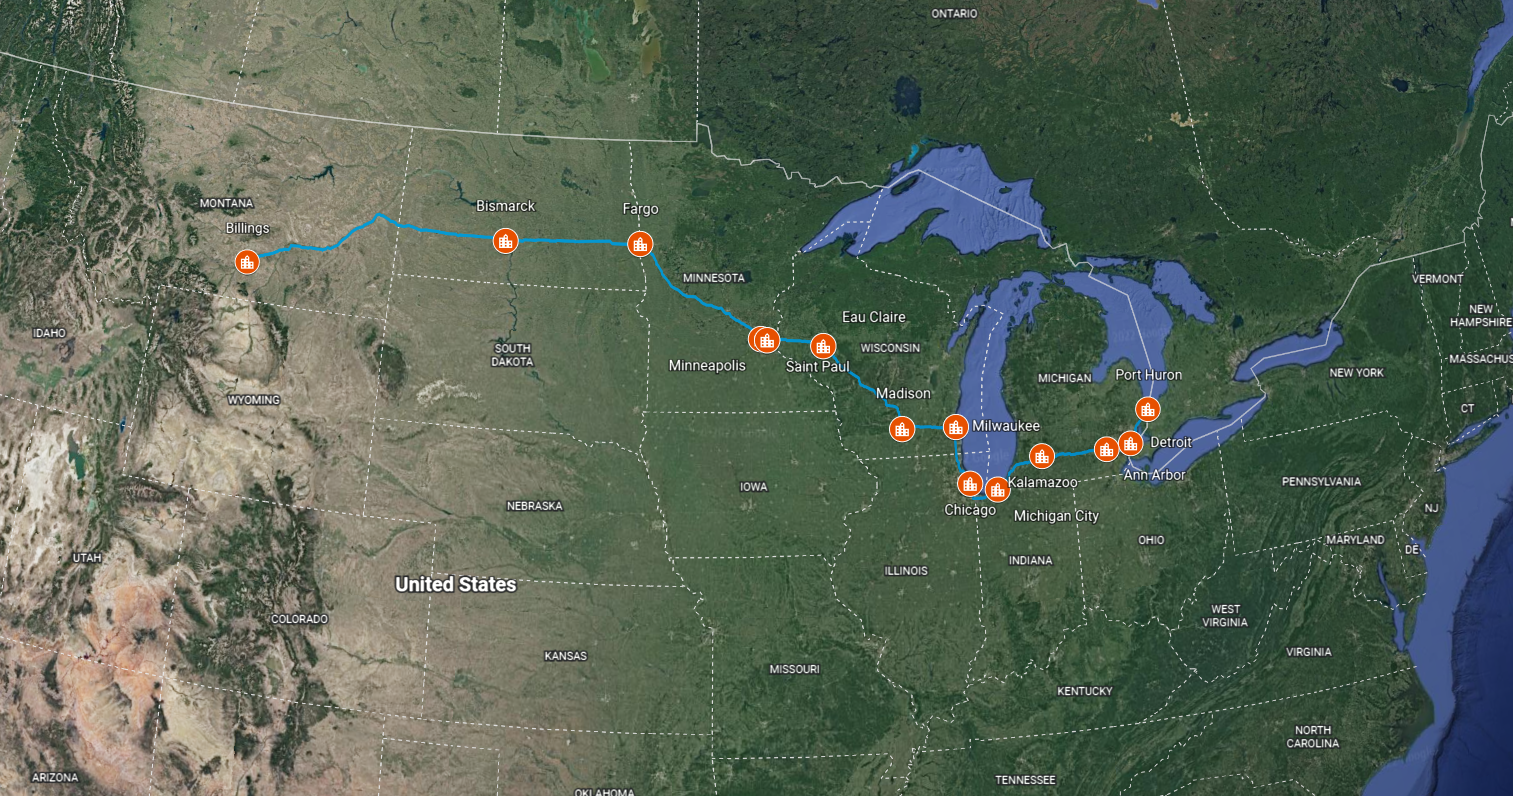 ONTARIO
MONTANA
Billings
Bismarck
Fargo
MINNESOTA
VERMONT
NEW
HAMPSHIRE
IDAHO
SOUTH
DAKOTA
Minneapolis
Saint Paul
Eau Claire
WISCONSIN
MASSACHUS
MICHIGAN
Port Huron
NEW YORK
WYOMING
Madison
CT
Milwaukee
Detroit
Ann Arbor
Kalamazoo
PENNSYLVANIA
IOWA
NEBRASKA
Chicago
Michigan City
NJ
OHIO
MARYLAND
DE
UTAH
INDIANA
ILLINOIS
United States
COLORADO
WEST
VIRGINIA
KANSAS
MISSOURI
VIRGINIA
KENTUCKY
NORTH
CAROLINA
ARIZONA
TENNESSEE
OKLAHOMA